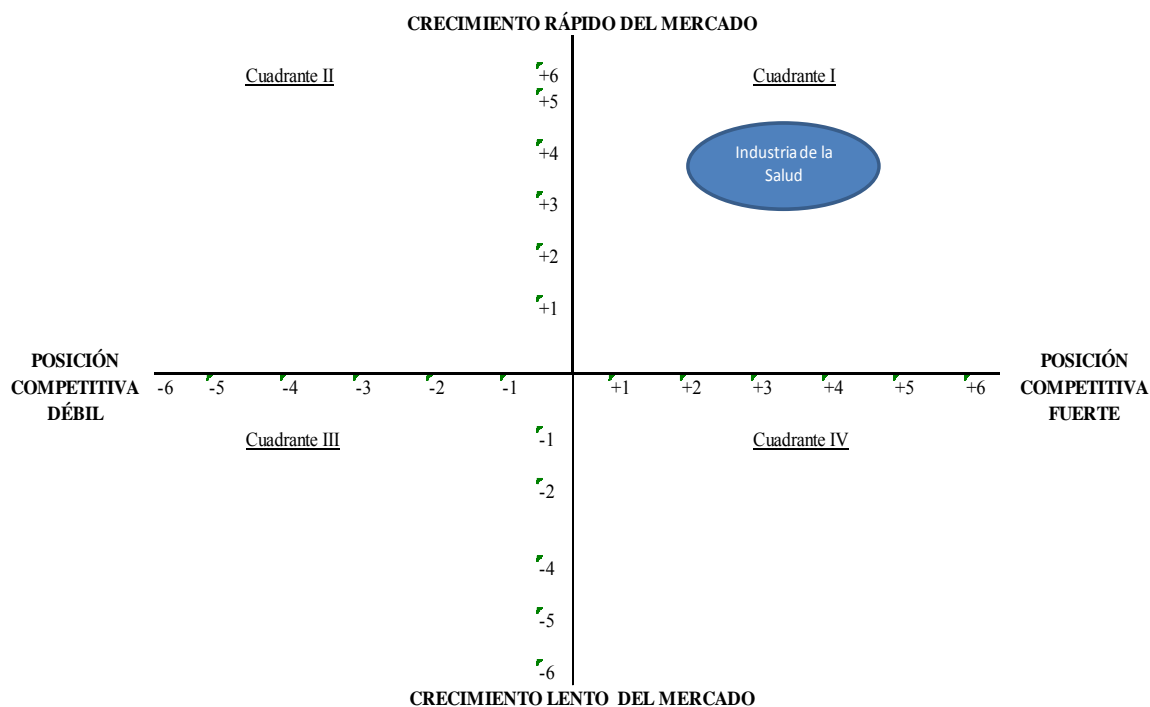 CRECIMIENTO RÁPIDO DEL MERCADO
Cuadrante II
Cuadrante I
+6
+5
+4
+3
+2
+1
Industria de la
Salud
POSICIÓN
COMPETITIVA
DÉBIL
-6 -5 -4 -3 -2 -1 +1 +2 +3 +4 +5 +6
POSICIÓN
COMPETITIVA
FUERTE
Cuadrante III
Cuadrante IV
-1
-2
-4
-5
-6
CRECIMIENTO LENTO DEL MERCADO